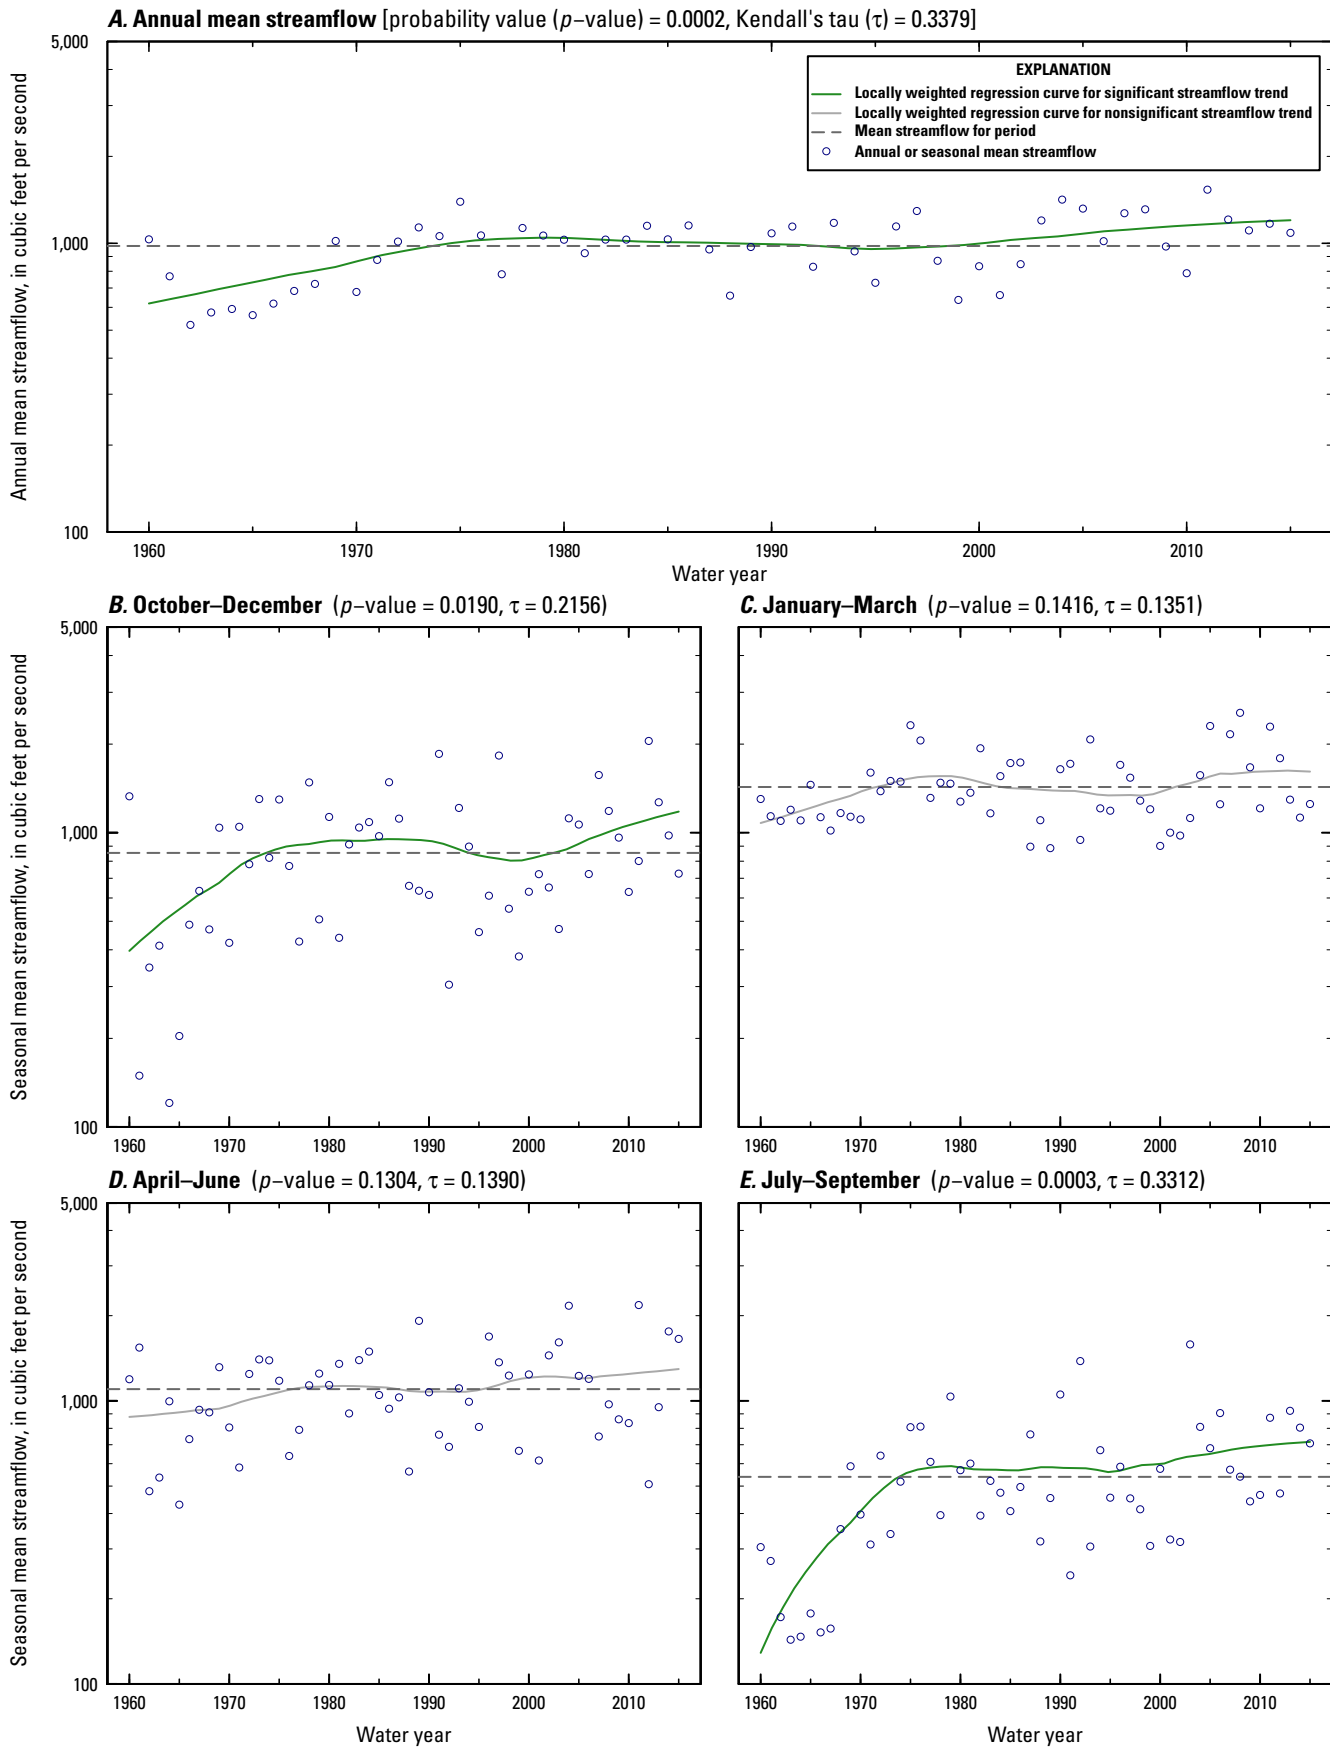 A. Annual mean streamflow [probability value (p–value) = 0.0002, Kendall's tau (τ) = 0.3379]
5,000
1,000
100
Annual mean streamflow, in cubic feet per second
EXPLANATION
Locally weighted regression curve for significant streamflow trend
Locally weighted regression curve for nonsignificant streamflow trend
Mean streamflow for period
Annual or seasonal mean streamflow
1960 1970 1980 1990 2000 2010
Water year
B. October–December (p–value = 0.0190, τ = 0.2156)
5,000
1,000
100
Seasonal mean streamflow, in cubic feet per second
1960 1970 1980 1990 2000 2010
C. January–March (p–value = 0.1416, τ = 0.1351)
1960 1970 1980 1990 2000 2010
D. April–June (p–value = 0.1304, τ = 0.1390)
5,000
1,000
100
Seasonal mean streamflow, in cubic feet per second
1960 1970 1980 1990 2000 2010
Water year
E. July–September (p–value = 0.0003, τ = 0.3312)
1960 1970 1980 1990 2000 2010
Water year